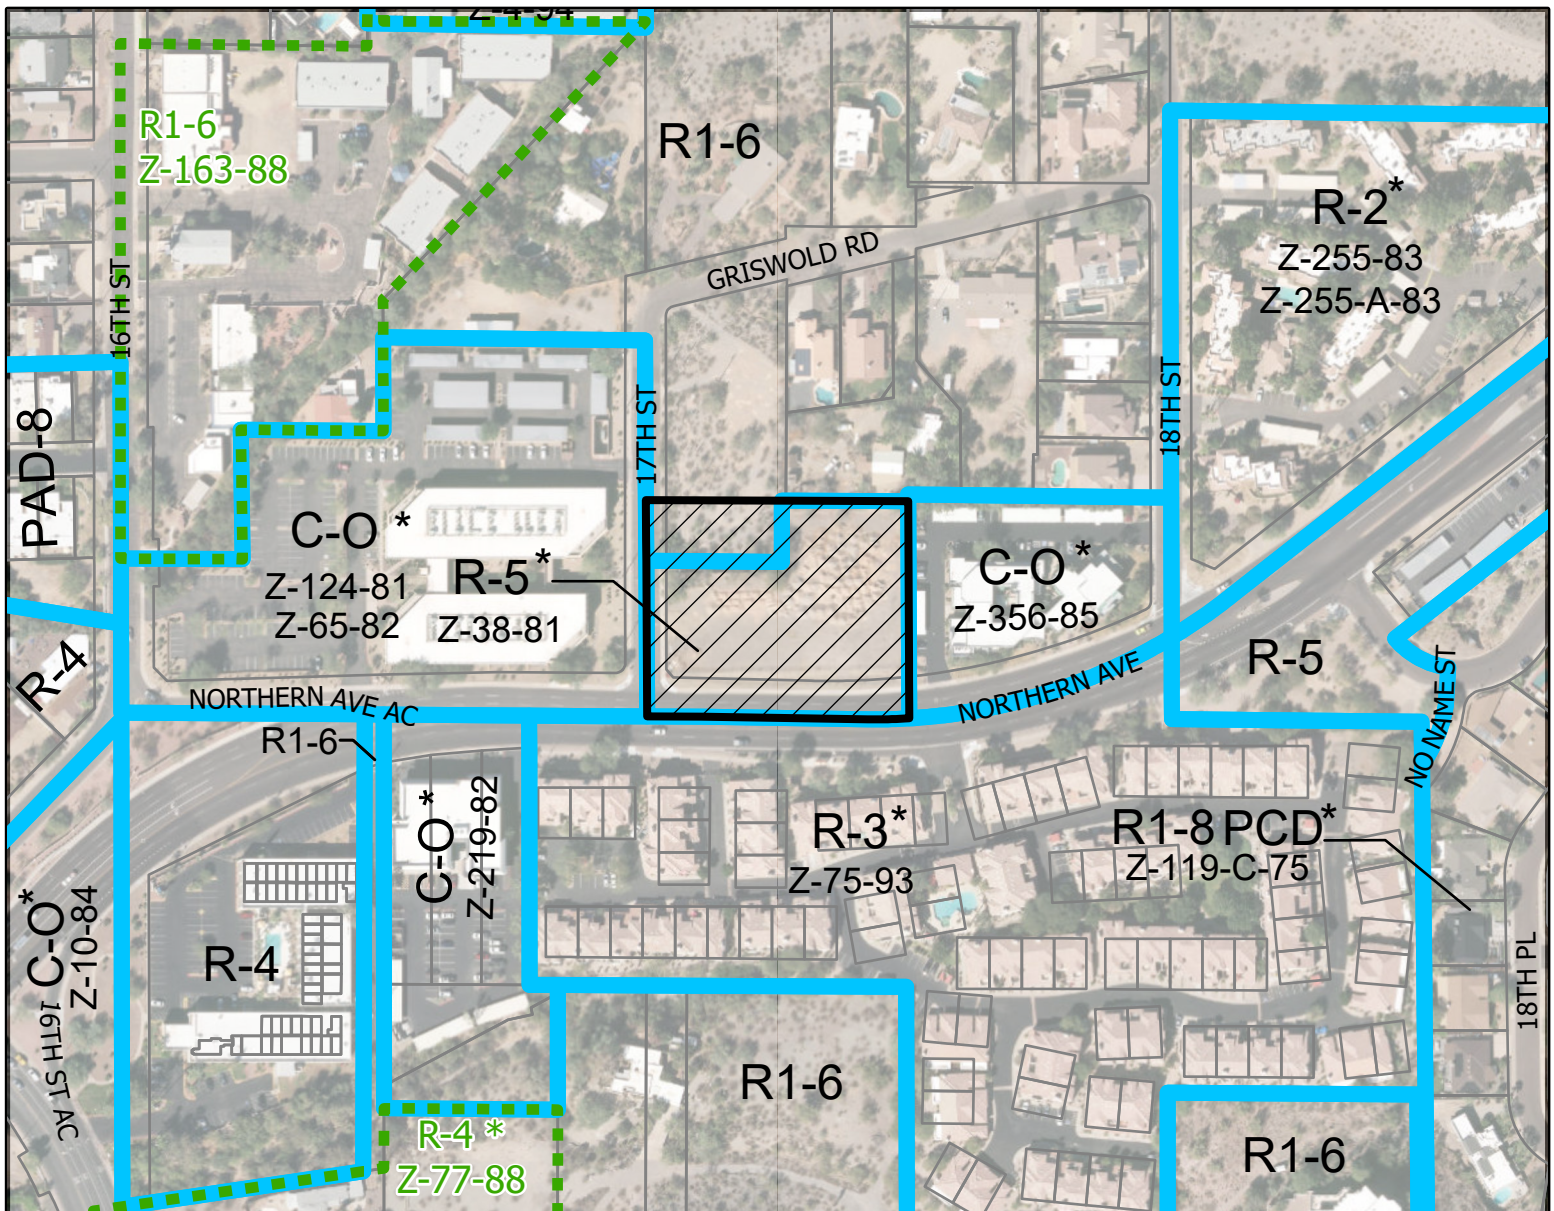 Z-4-94
R1-6
Z-163-88
R1-6
R-2*
Z-255-83
Z-255-A-83
GRISWOLD RD
16TH ST
17TH ST
18TH ST
PAD-8
C-O *
Z-124-81
Z-65-82
R-5*
Z-38-81
C-O *
Z-356-85
R-4
R-5
NORTHERN AVE AC
NORTHERN AVE
NO NAME ST
R1-6
C-O*
Z-219-82
R-3*
Z-75-93
R1-8 PCD*
Z-119-C-75
C-O*
Z-10-84
16TH ST AC
R-4
18TH PL
R1-6
R-4 *
Z-77-88
R1-6